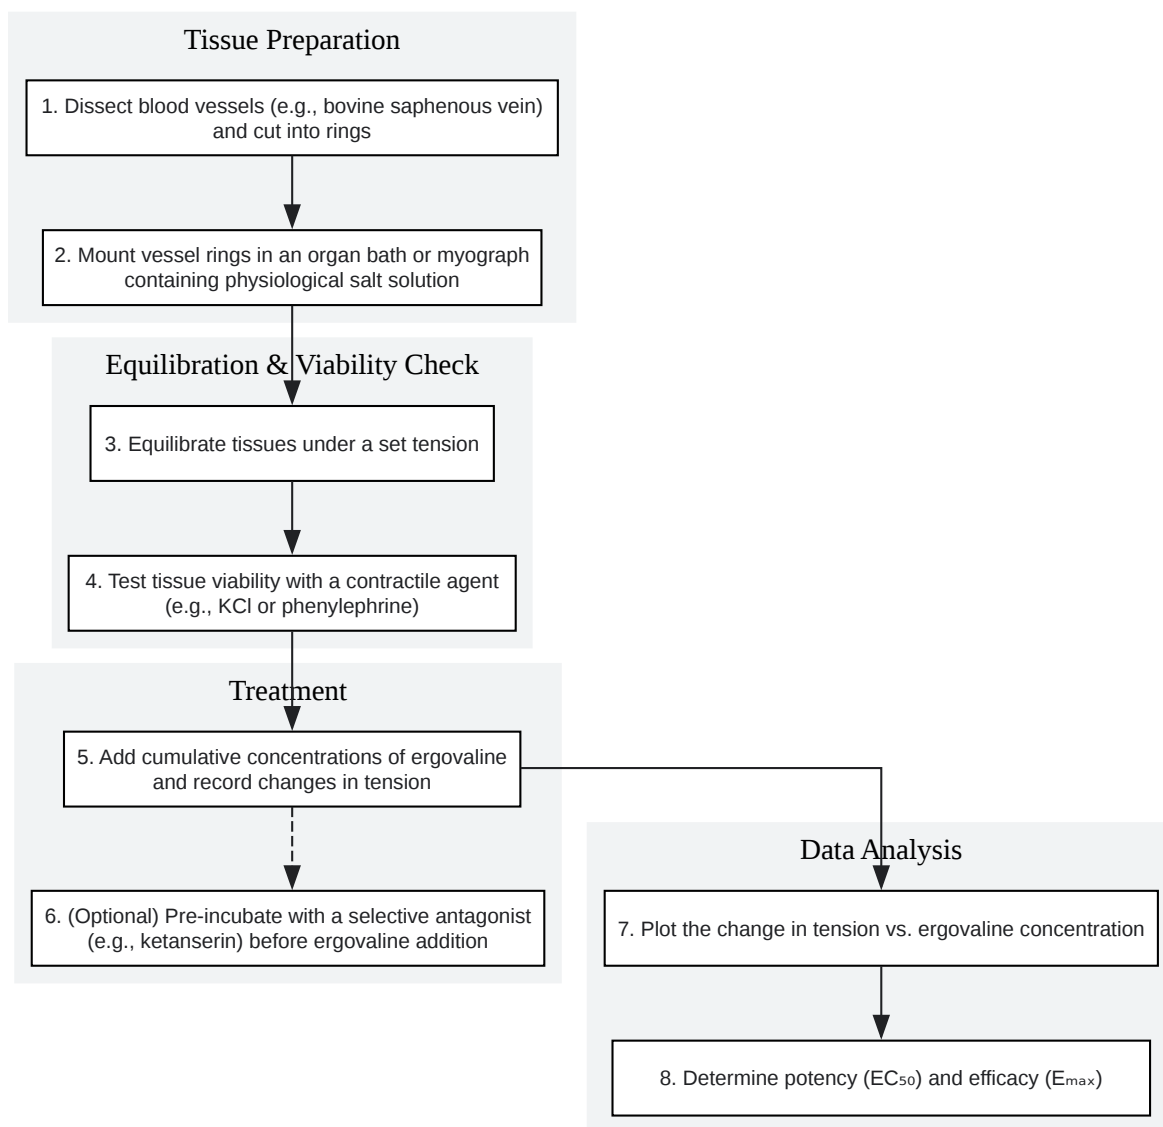 Tissue Preparation
1. Dissect blood vessels (e.g., bovine saphenous vein)
and cut into rings
2. Mount vessel rings in an organ bath or myograph
containing physiological salt solution
Equilibration & Viability Check
3. Equilibrate tissues under a set tension
4. Test tissue viability with a contractile agent
(e.g., KCl or phenylephrine)
Treatment
5. Add cumulative concentrations of ergovaline
and record changes in tension
6. (Optional) Pre-incubate with a selective antagonist
(e.g., ketanserin) before ergovaline addition
Data Analysis
7. Plot the change in tension vs. ergovaline concentration
8. Determine potency (EC₅₀) and efficacy (Eₘₐₓ)